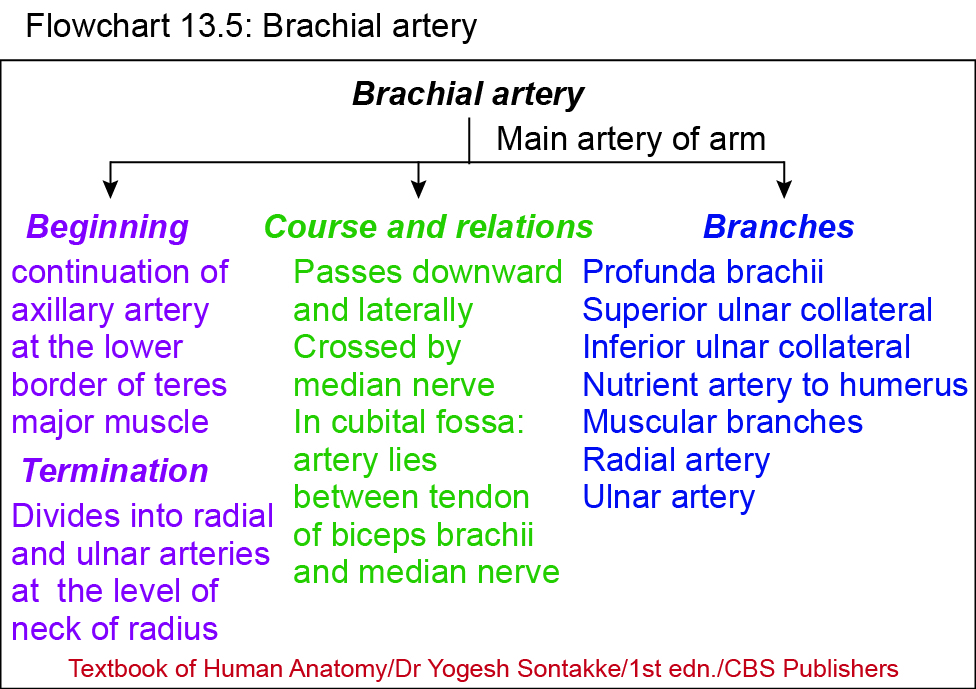 Flowchart 13.5: Brachial artery
Brachial artery
Main artery of arm
Beginning
continuation of
axillary artery
at the lower
border of teres
major muscle
Termination
Divides into radial
and ulnar arteries
at the level of
neck of radius
Course and relations
Passes downward
and laterally
Crossed by
median nerve
In cubital fossa:
artery lies
between tendon
of biceps brachii
and median nerve
Branches
Profunda brachii
Superior ulnar collateral
Inferior ulnar collateral
Nutrient artery to humerus
Muscular branches
Radial artery
Ulnar artery
Textbook of Human Anatomy/Dr Yogesh Sontakke/1st edn./CBS Publishers